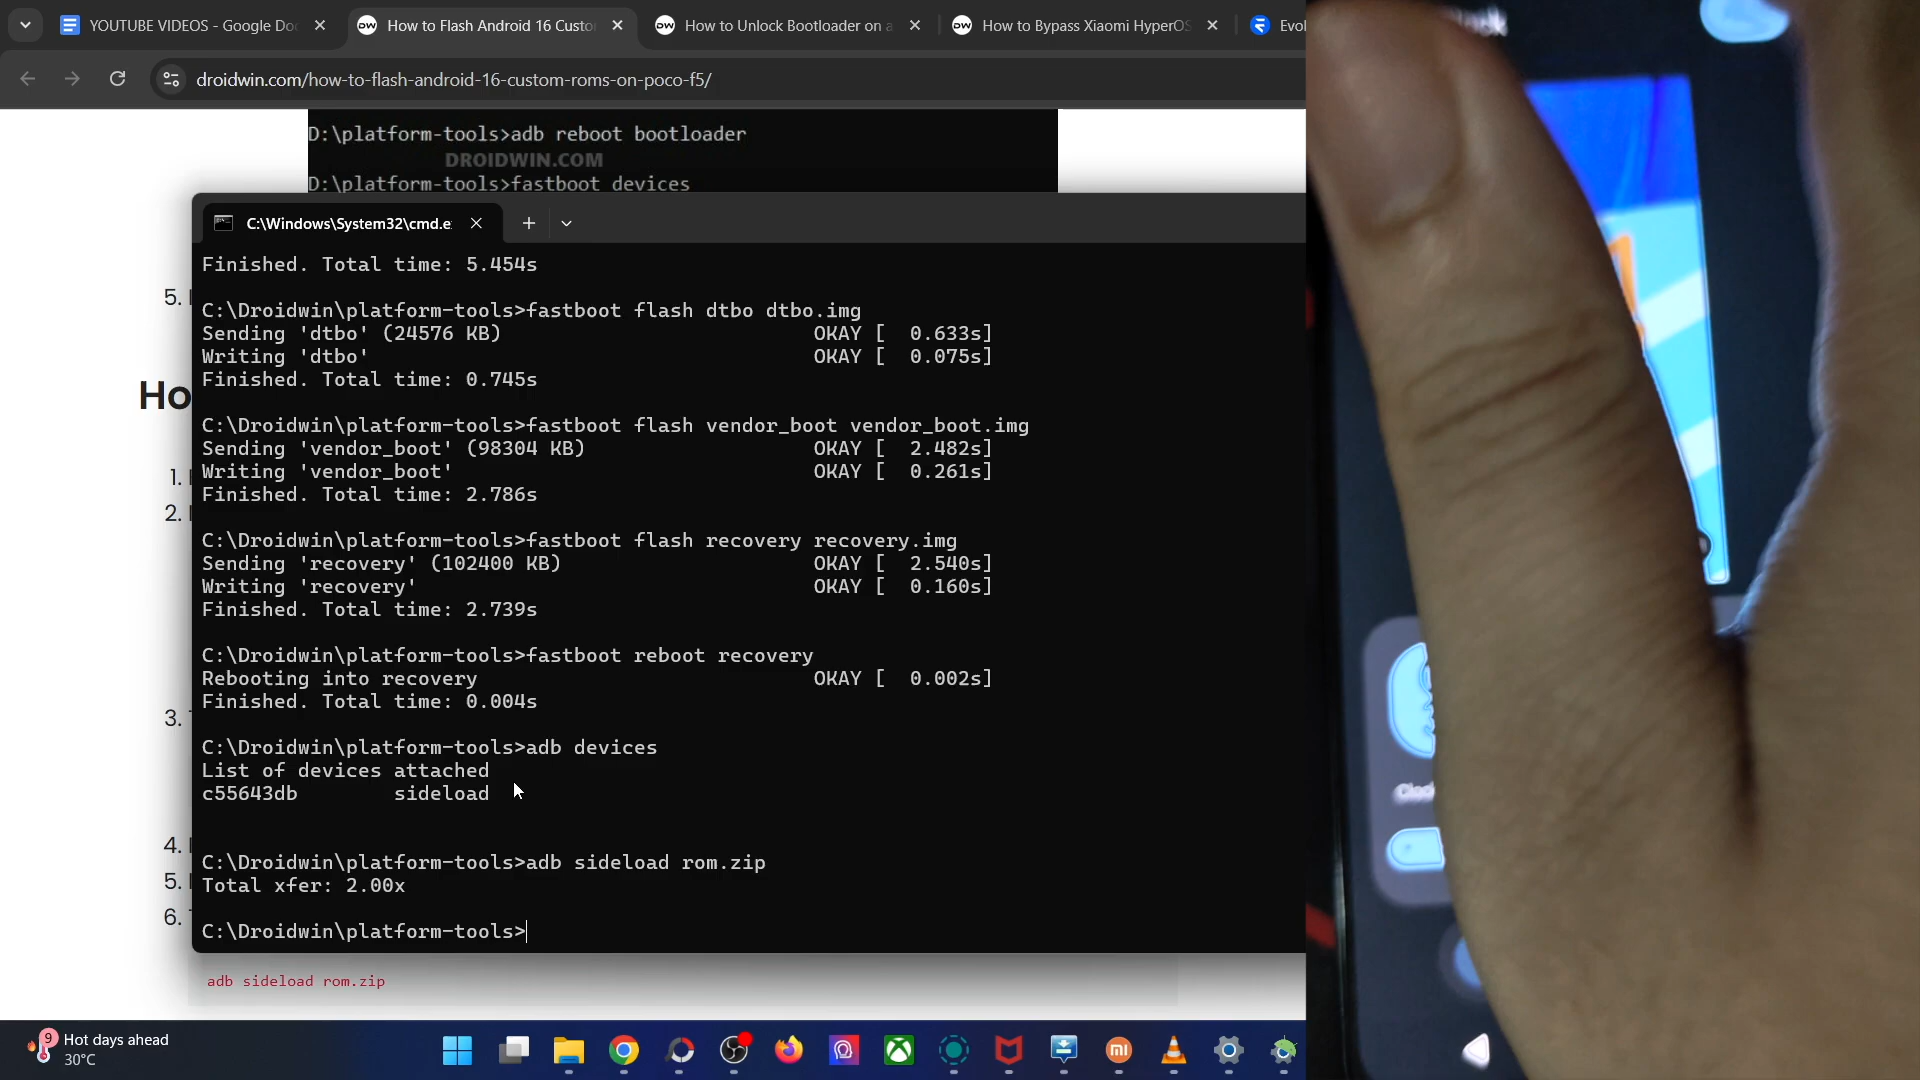 YOUTUBE VIDEOS - Google Do
How to Flash Android 16 Custo
How to Unlock Bootloader on a
How to Bypass Xiaomi HyperOS
Evol
droidwin.com/how-to-flash-android-16-custom-roms-on-poco-f5/
D:\platform-tools>adb reboot bootloader
DROIDWIN.COM
D:\platform-tools>fastboot devices
C:\Windows\System32\cmd.e
Finished. Total time: 5.454s
C:\Droidwin\platform-tools>fastboot flash dtbo dtbo.img
Sending 'dtbo' (24576 KB) OKAY [ 0.633s]
Writing 'dtbo' OKAY [ 0.075s]
Finished. Total time: 0.745s
C:\Droidwin\platform-tools>fastboot flash vendor_boot vendor_boot.img
Sending 'vendor_boot' (98304 KB) OKAY [ 2.482s]
Writing 'vendor_boot' OKAY [ 0.261s]
Finished. Total time: 2.786s
C:\Droidwin\platform-tools>fastboot flash recovery recovery.img
Sending 'recovery' (102400 KB) OKAY [ 2.540s]
Writing 'recovery' OKAY [ 0.160s]
Finished. Total time: 2.739s
C:\Droidwin\platform-tools>fastboot reboot recovery
Rebooting into recovery OKAY [ 0.002s]
Finished. Total time: 0.004s
C:\Droidwin\platform-tools>adb devices
List of devices attached
c55643db sideload
C:\Droidwin\platform-tools>adb sideload rom.zip
Total xfer: 2.00x
C:\Droidwin\platform-tools>
5.
Ho
1.
2.
3.
4.
5.
6.
adb sideload rom.zip
9
Hot days ahead
30°C